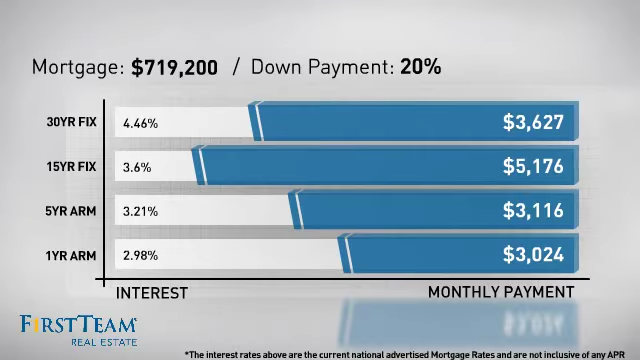 Mortgage: $719,200 / Down Payment: 20%
30YR FIX 4.46% $3,627
15YR FIX 3.6% $5,176
5YR ARM 3.21% $3,116
1YR ARM 2.98% $3,024
INTEREST MONTHLY PAYMENT
FIRSTTEAM®
REAL ESTATE
*The interest rates above are the current national advertised Mortgage Rates and are not inclusive of any APR